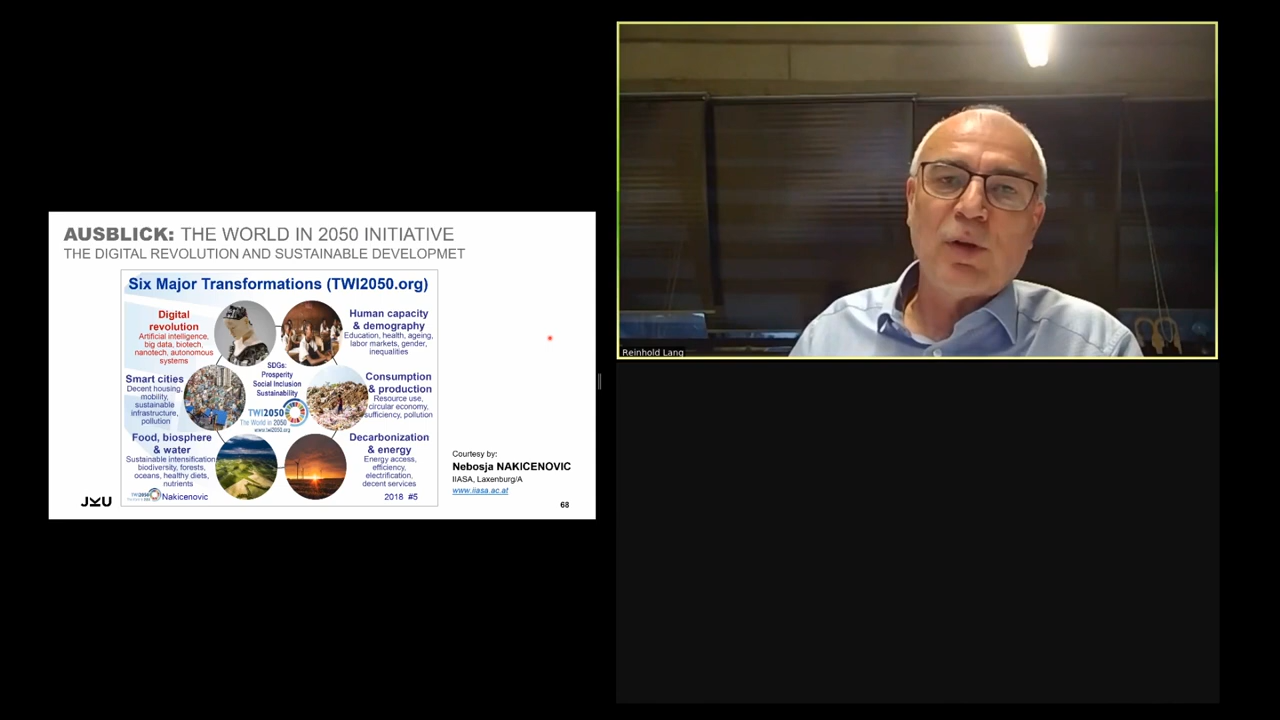 AUSBLICK: THE WORLD IN 2050 INITIATIVE
THE DIGITAL REVOLUTION AND SUSTAINABLE DEVELOPMET
Six Major Transformations (TWI2050.org)
Digital
revolution
Artificial intelligence,
big data, biotech,
nanotech, autonomous
systems
Human capacity
& demography
Education, health, ageing,
labor markets, gender,
inequalities
SDGs:
Prosperity
Social Inclusion
Sustainability
TWI2050
The World in 2050
www.twi2050.org
Smart cities
Decent housing,
mobility,
sustainable
infrastructure,
pollution
Consumption
& production
Resource use,
circular economy,
sufficiency, pollution
Food, biosphere
& water
Sustainable intensification
biodiversity, forests,
oceans, healthy diets,
nutrients
Decarbonization
& energy
Energy access,
efficiency,
electrification,
decent services
TWI2050
Nakicenovic
2018 #5
Courtesy by:
Nebosja NAKICENOVIC
IIASA, Laxenburg/A
www.iiasa.ac.at
JKU
68
Reinhold Lang